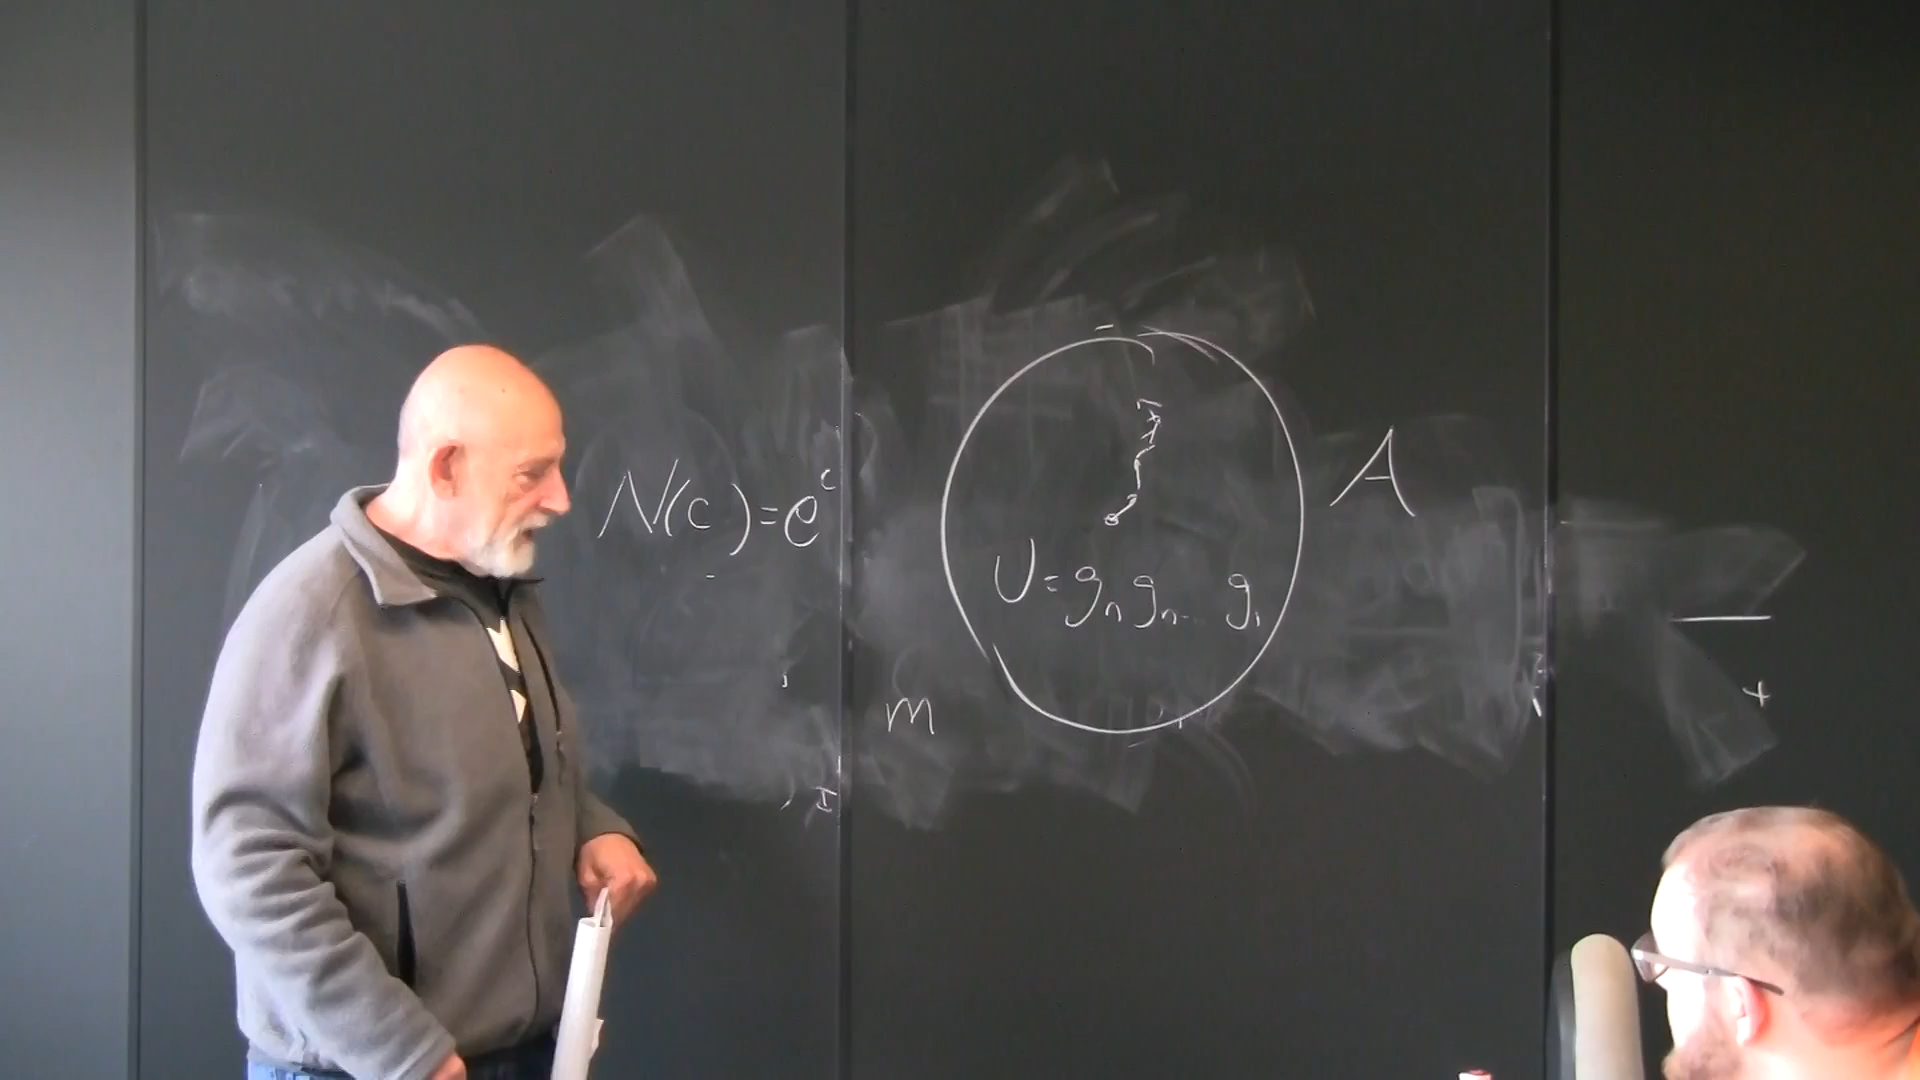 N(c) = e^c
A
U = g_n g_n-.. g_1
m
I
+